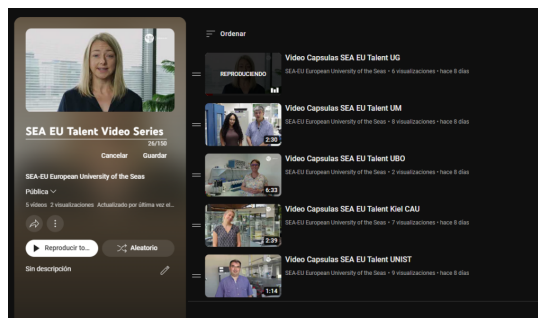 SEA EU Talent Video Series
26/150
Cancelar Guardar
SEA-EU European University of the Seas
Pública
5 vídeos 2 visualizaciones Actualizado por última vez el...
Reproducir to...
Aleatorio
Sin descripción
Ordenar
REPRODUCIENDO
Video Capsulas SEA EU Talent UG
SEA-EU European University of the Seas • 6 visualizaciones • hace 8 días
2:30
Video Capsulas SEA EU Talent UM
SEA-EU European University of the Seas • 8 visualizaciones • hace 8 días
6:33
Video Capsulas SEA EU Talent UBO
SEA-EU European University of the Seas • 2 visualizaciones • hace 8 días
2:39
Video Capsulas SEA EU Talent Kiel CAU
SEA-EU European University of the Seas • 7 visualizaciones • hace 8 días
1:14
Video Capsulas SEA EU Talent UNIST
SEA-EU European University of the Seas • 9 visualizaciones • hace 8 días